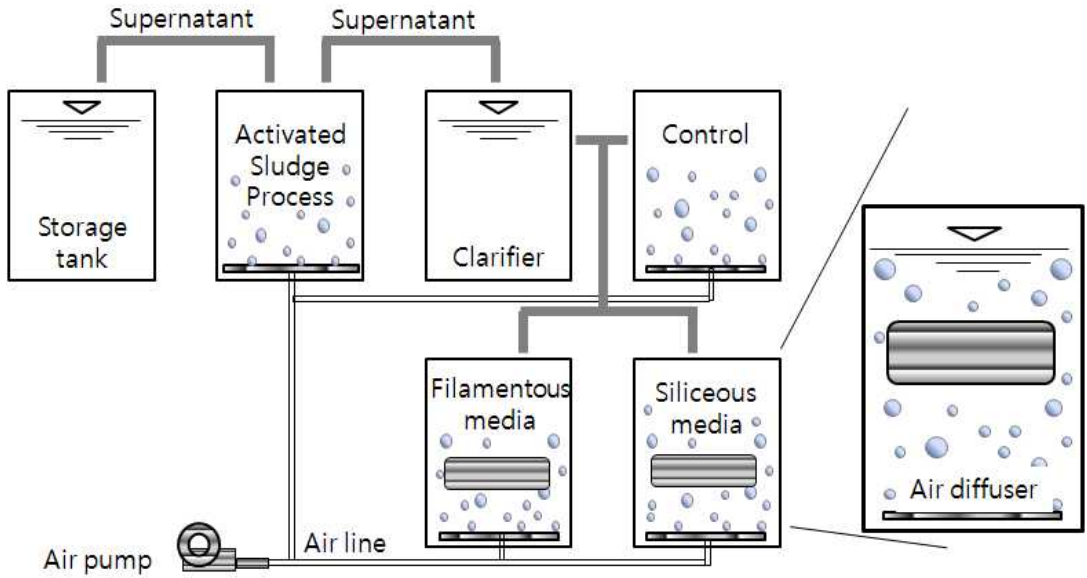 Supernatant
Supernatant
Storage
tank
Activated
Sludge
Process
Clarifier
Control
Filamentous
media
Siliceous
media
Air diffuser
Air pump
Air line